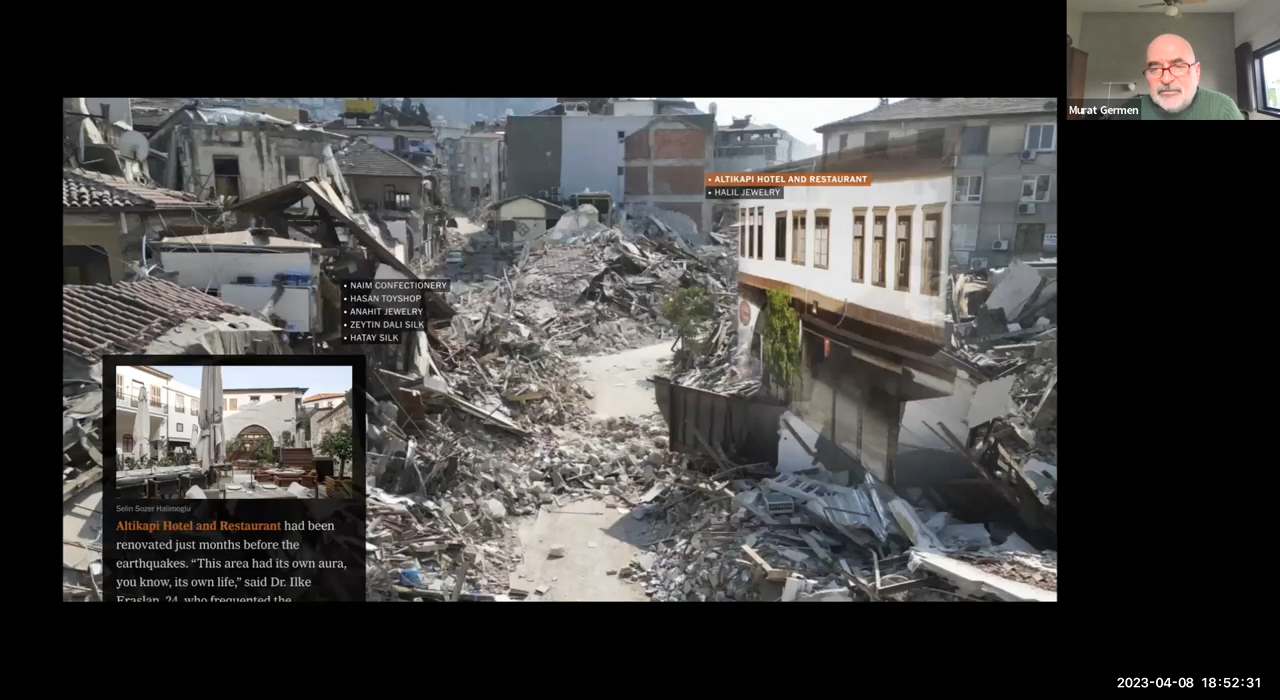 Murat Germen
• ALTIKAPI HOTEL AND RESTAURANT
• HALIL JEWELRY
• NAIM CONFECTIONERY
• HASAN TOYSHOP
• ANAHIT JEWELRY
• ZEYTIN DALI SILK
• HATAY SILK
Selin Sozer Halimoglu
Altikapi Hotel and Restaurant had been
renovated just months before the
earthquakes. “This area had its own aura,
you know, its own life,” said Dr. Ilke
Eraslan, 24, who frequented the
2023-04-08 18:52:31